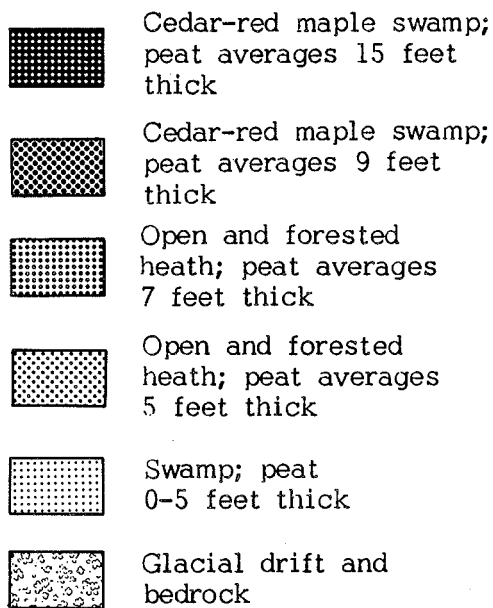 Cedar-red maple swamp;
peat averages 15 feet
thick
Cedar-red maple swamp;
peat averages 9 feet
thick
Open and forested
heath; peat averages
7 feet thick
Open and forested
heath; peat averages
5 feet thick
Swamp; peat
0-5 feet thick
Glacial drift and
bedrock